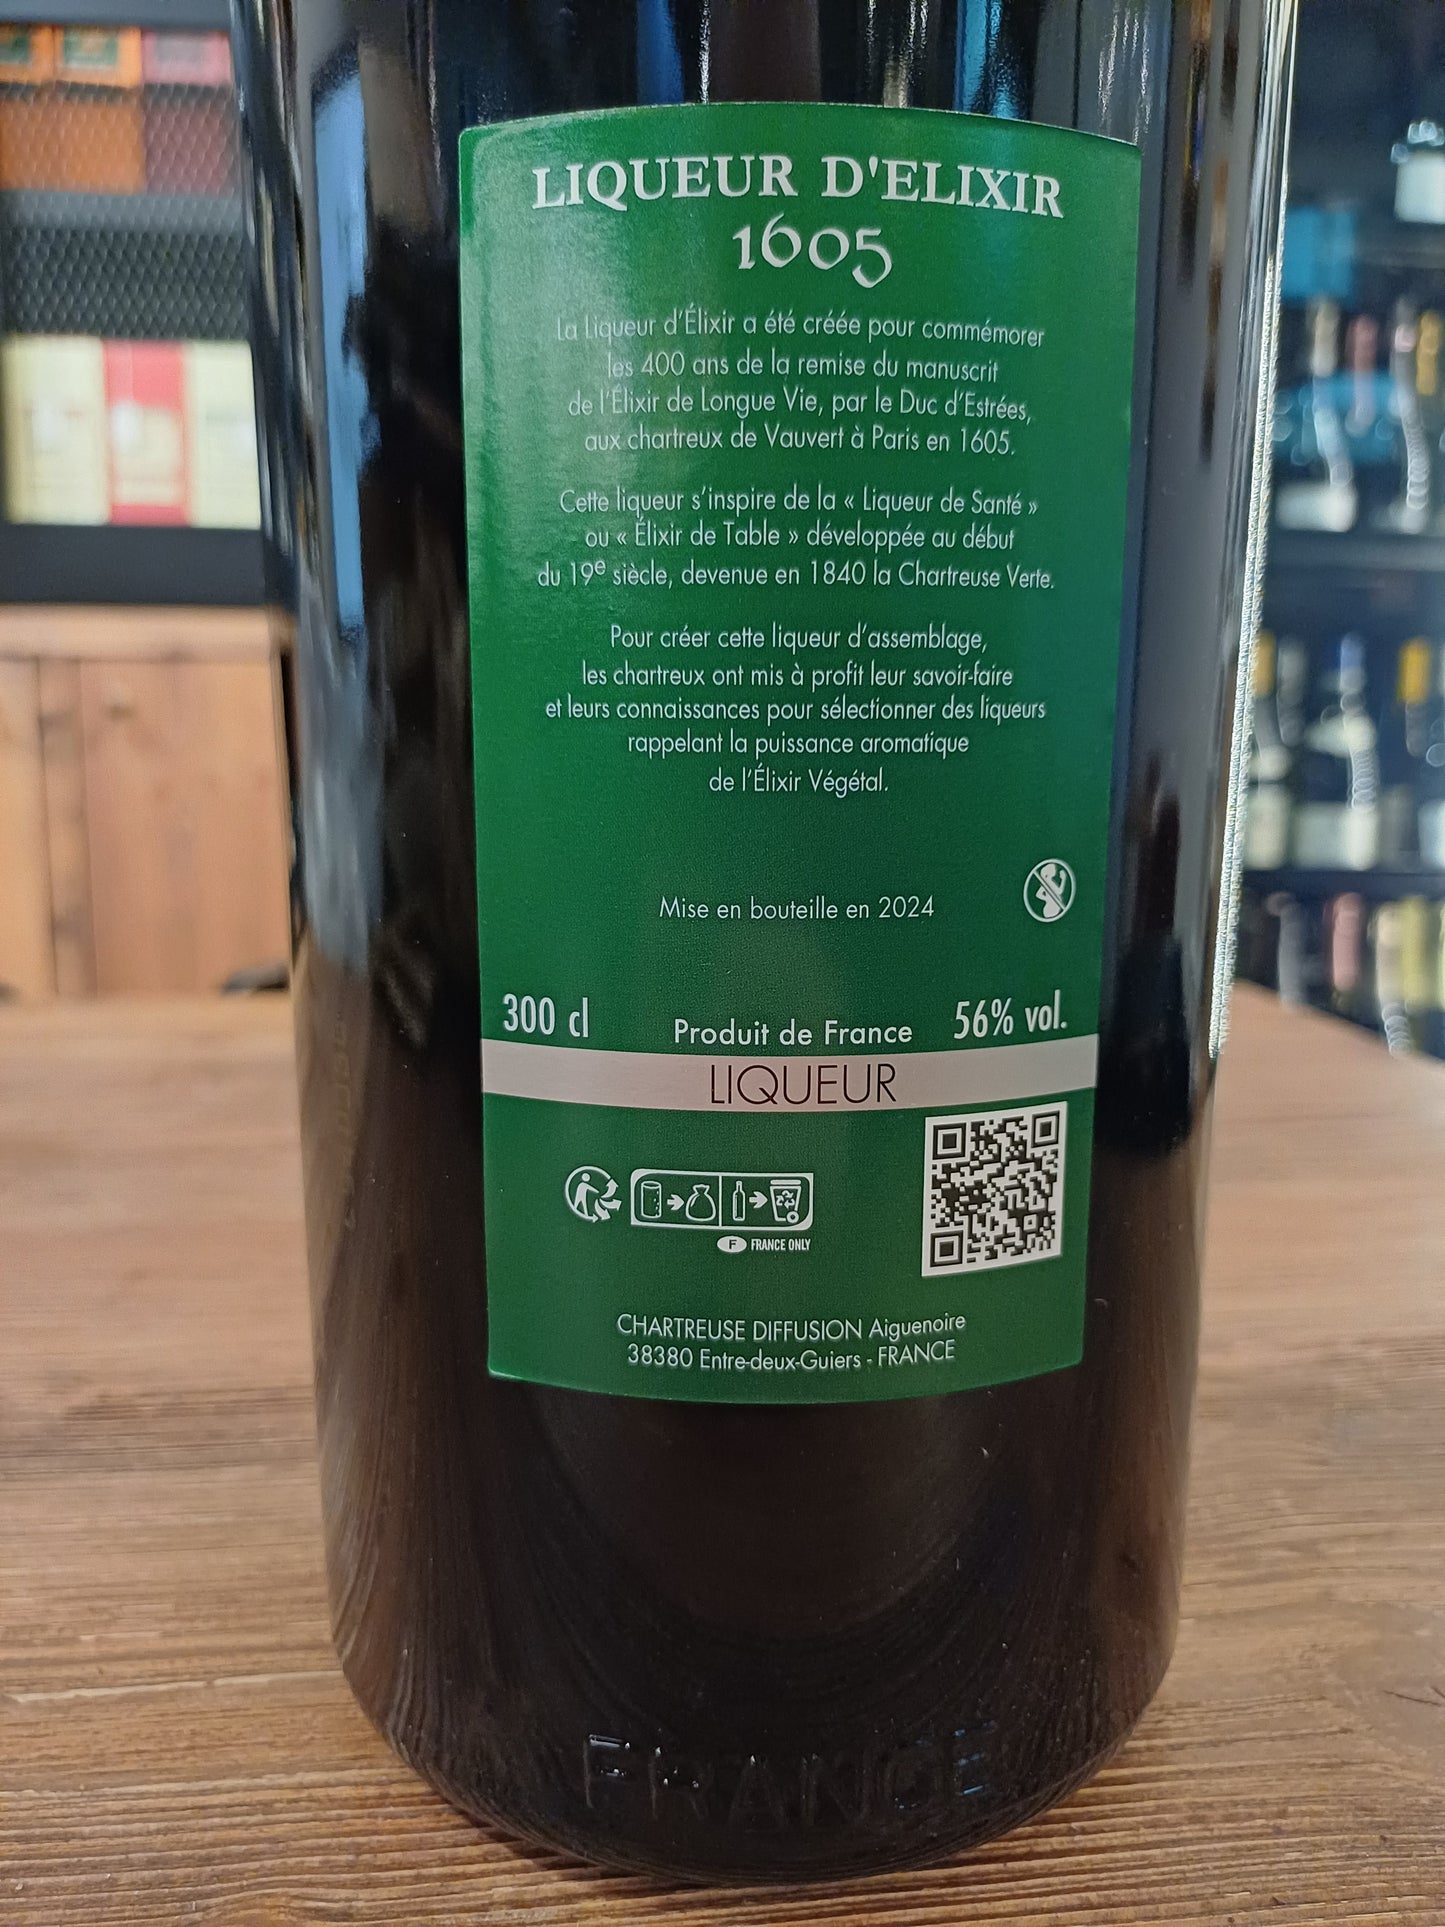 LIQUEUR D'ELIXIR
1605
La Liqueur d'Élixir a été créée pour commémorer
les 400 ans de la remise du manuscrit
de l'Élixir de Longue Vie, par le Duc d'Estrées,
aux chartreux de Vauvert à Paris en 1605.
Cette liqueur s'inspire de la « Liqueur de Santé »
ou « Élixir de Table » développée au début
du 19e siècle, devenue en 1840 la Chartreuse Verte.
Pour créer cette liqueur d'assemblage,
les chartreux ont mis à profit leur savoir-faire
et leurs connaissances pour sélectionner des liqueurs
rappelant la puissance aromatique
de l'Élixir Végétal.
Mise en bouteille en 2024
300 cl Produit de France 56% vol.
LIQUEUR
F FRANCE ONLY
CHARTREUSE DIFFUSION Aiguenoire
38380 Entre-deux-Guiers - FRANCE
FRANCE